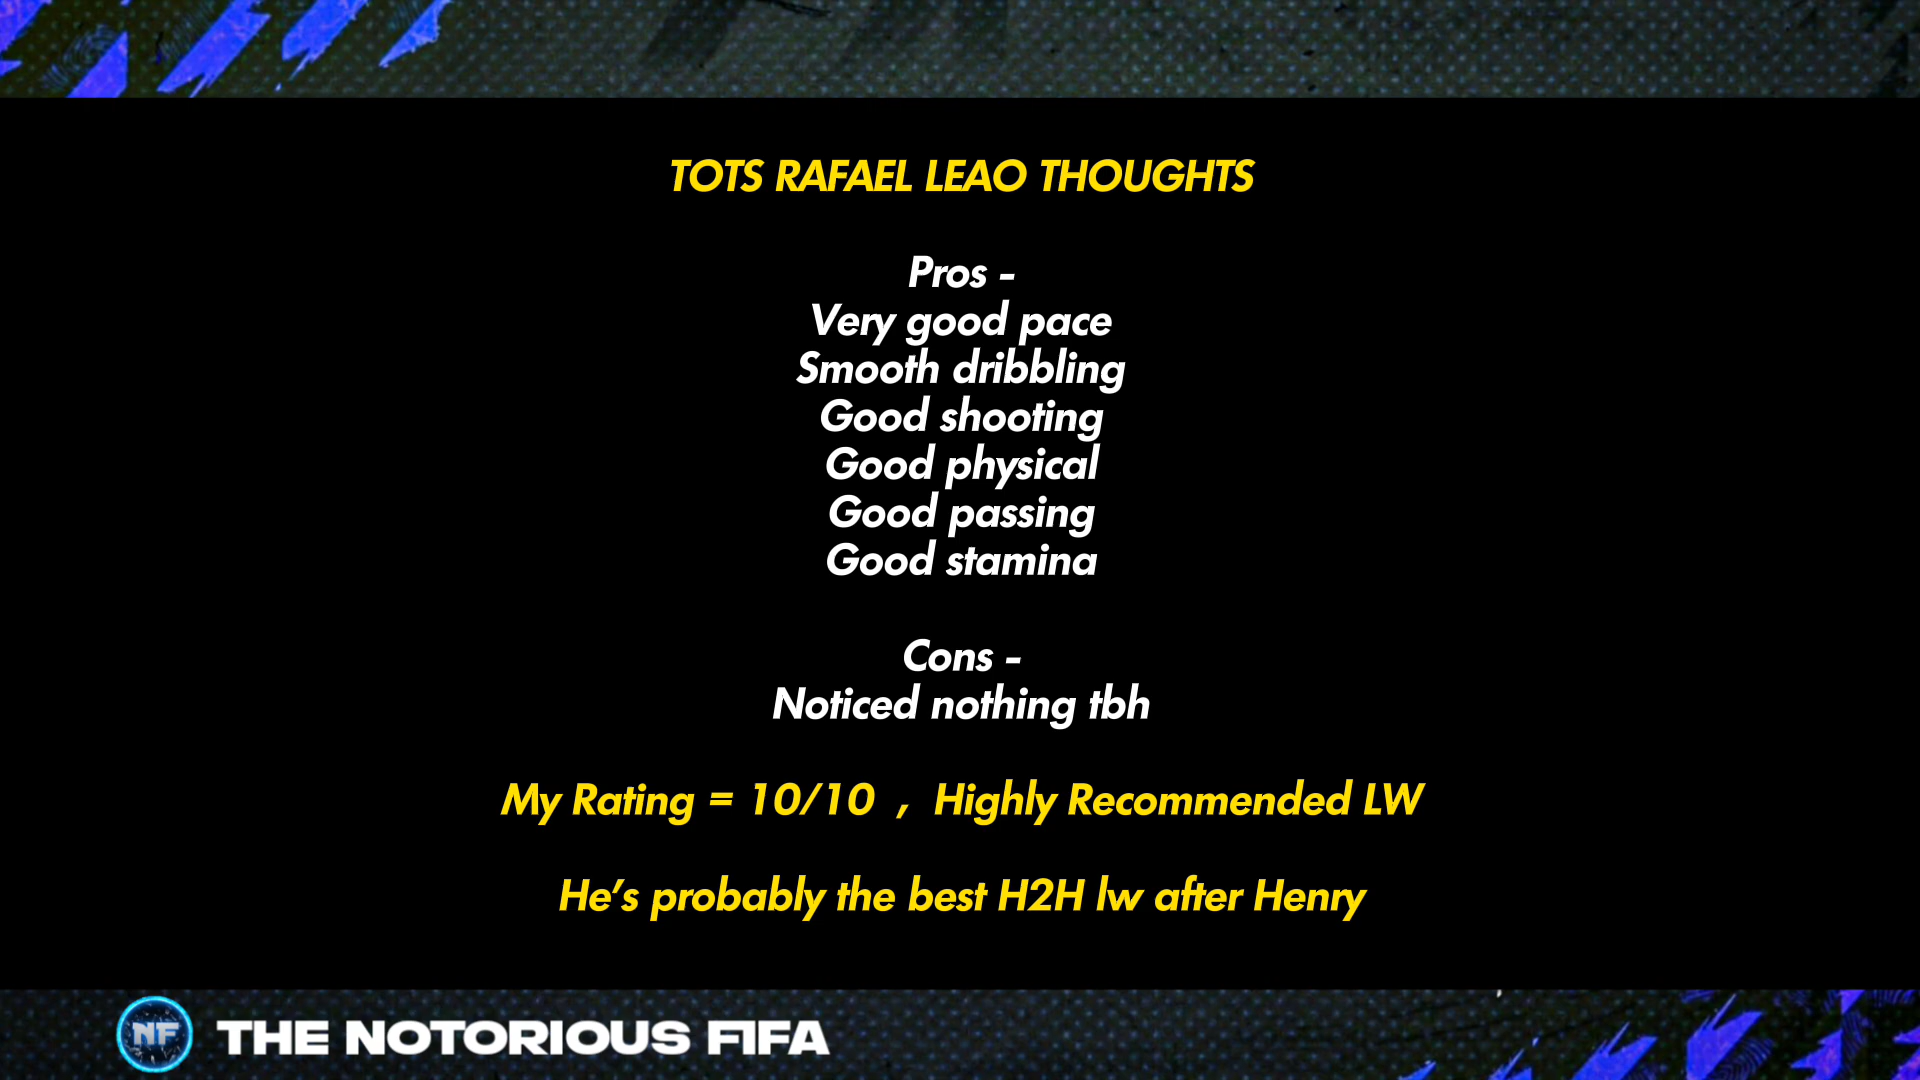 TOTS RAFAEL LEAO THOUGHTS
Pros -
Very good pace
Smooth dribbling
Good shooting
Good physical
Good passing
Good stamina
Cons -
Noticed nothing tbh
My Rating = 10/10 , Highly Recommended LW
He’s probably the best H2H lw after Henry
NF THE NOTORIOUS FIFA